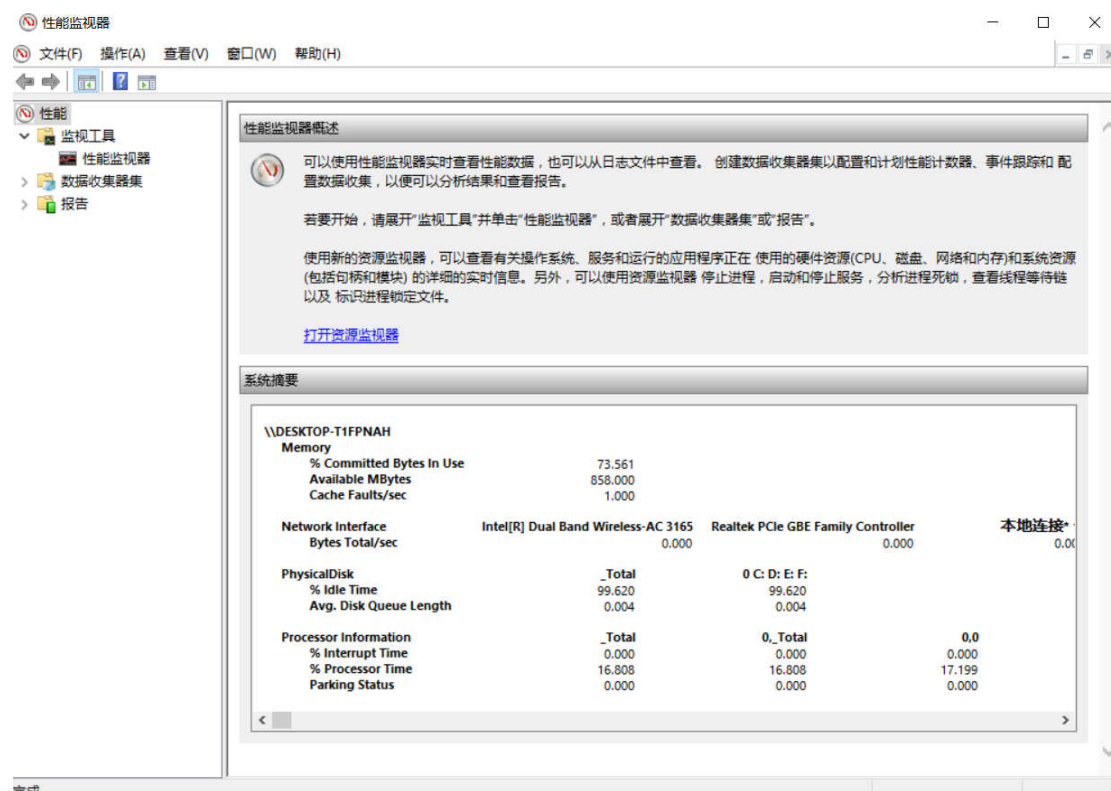 性能监视器
文件(F) 操作(A) 查看(V) 窗口(W) 帮助(H)
性能
监视工具
性能监视器
数据收集器集
报告
性能监视器概述
可以使用性能监视器实时查看性能数据，也可以从日志文件中查看。 创建数据收集器集以配置和计划性能计数器、事件跟踪和 配
置数据收集，以便可以分析结果和查看报告。
若要开始，请展开"监视工具"并单击"性能监视器"，或者展开"数据收集器集"或"报告"。
使用新的资源监视器，可以查看有关操作系统、服务和运行的应用程序正在 使用的硬件资源(CPU、磁盘、网络和内存)和系统资源
(包括句柄和模块) 的详细的实时信息。另外，可以使用资源监视器 停止进程，启动和停止服务，分析进程死锁，查看线程等待链
以及 标识进程锁定文件。
打开资源监视器
系统摘要
\\DESKTOP-T1FPNAH
Memory
% Committed Bytes In Use 73.561
Available MBytes 858.000
Cache Faults/sec 1.000
Network Interface Intel[R] Dual Band Wireless-AC 3165 Realtek PCIe GBE Family Controller 本地连接*
Bytes Total/sec 0.000 0.000 0.00
PhysicalDisk _Total 0 C: D: E: F:
% Idle Time 99.620 99.620
Avg. Disk Queue Length 0.004 0.004
Processor Information _Total 0,_Total 0,0
% Interrupt Time 0.000 0.000 0.000
% Processor Time 16.808 16.808 17.199
Parking Status 0.000 0.000 0.000